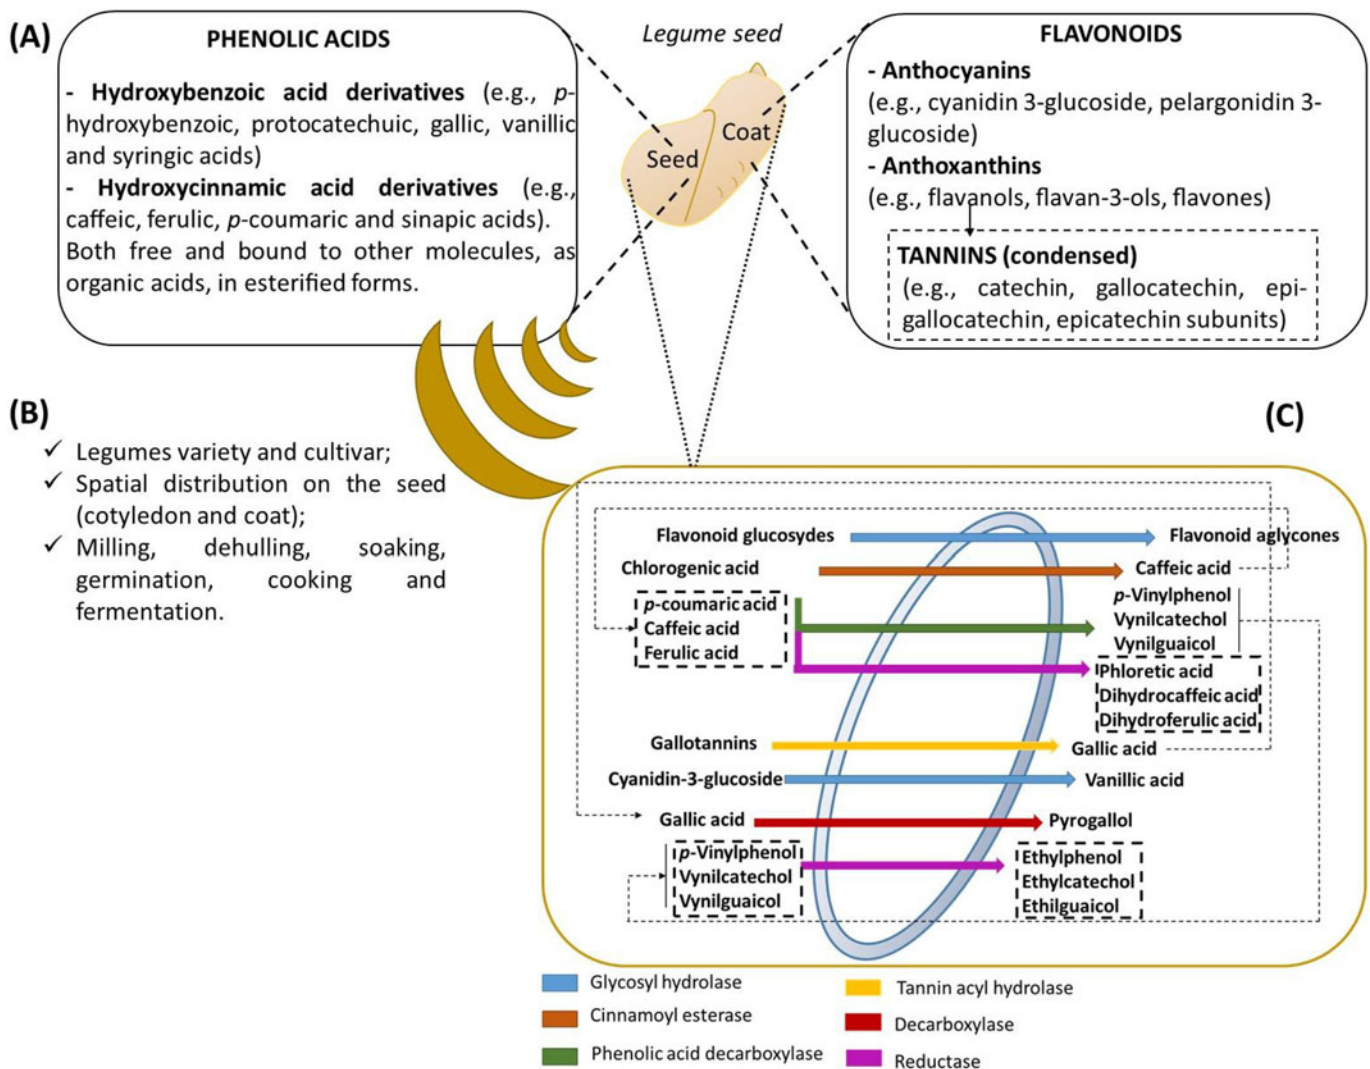 (A)
PHENOLIC ACIDS
- Hydroxybenzoic acid derivatives (e.g., p-
hydroxybenzoic, protocatechuic, gallic, vanillic
and syringic acids)
- Hydroxycinnamic acid derivatives (e.g.,
caffeic, ferulic, p-coumaric and sinapic acids).
Both free and bound to other molecules, as
organic acids, in esterified forms.
Legume seed
Seed
Coat
FLAVONOIDS
- Anthocyanins
(e.g., cyanidin 3-glucoside, pelargonidin 3-
glucoside)
- Anthoxanthins
(e.g., flavanols, flavan-3-ols, flavones)
TANNINS (condensed)
(e.g., catechin, gallocatechin, epi-
gallocatechin, epicatechin subunits)
(B)
✓ Legumes variety and cultivar;
✓ Spatial distribution on the seed
(cotyledon and coat);
✓ Milling, dehulling, soaking,
germination, cooking and
fermentation.
(C)
Flavonoid glucosydes
Flavonoid aglycones
Chlorogenic acid
Caffeic acid
p-coumaric acid
Caffeic acid
Ferulic acid
p-Vinylphenol
Vynilcatechol
Vynilguaicol
Phloretic acid
Dihydrocaffeic acid
Dihydroferulic acid
Gallotannins
Gallic acid
Cyanidin-3-glucoside
Vanillic acid
Gallic acid
Pyrogallol
p-Vinylphenol
Vynilcatechol
Vynilguaicol
Ethylphenol
Ethylcatechol
Ethilguaicol
Glycosyl hydrolase
Cinnamoyl esterase
Phenolic acid decarboxylase
Tannin acyl hydrolase
Decarboxylase
Reductase